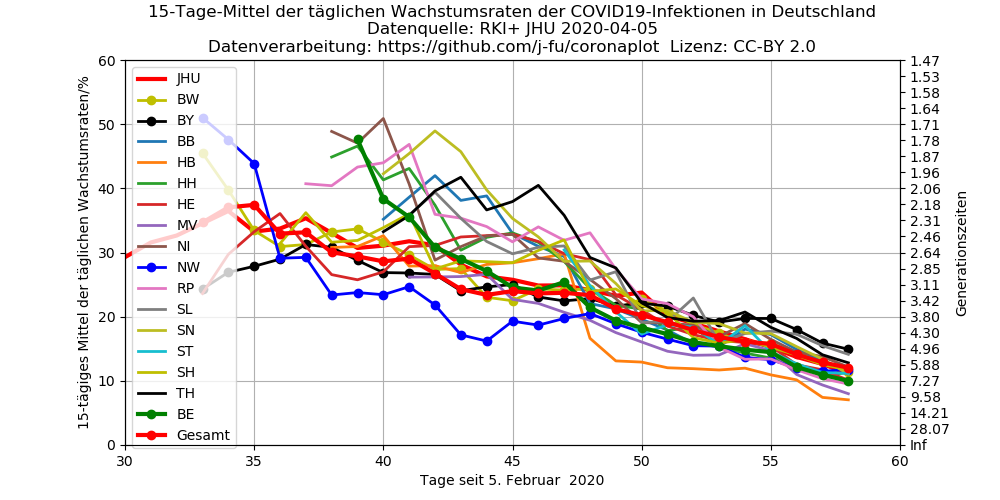 15-Tage-Mittel der täglichen Wachstumsraten der COVID19-Infektionen in Deutschland
Datenquelle: RKI+ JHU 2020-04-05
Datenverarbeitung: https://github.com/j-fu/coronaplot  Lizenz: CC-BY 2.0
15-tägiges Mittel der täglichen Wachstumsraten/%
60
50
40
30
20
10
0
JHU
BW
BY
BB
HB
HH
HE
MV
NI
NW
RP
SL
SN
ST
SH
TH
BE
Gesamt
1.47
1.53
1.58
1.64
1.71
1.78
1.87
1.96
2.06
2.18
2.31
2.46
2.64
2.85
3.11
3.42
3.80
4.30
4.96
5.88
7.27
9.58
14.21
28.07
Inf
Generationszeiten
30 35 40 45 50 55 60
Tage seit 5. Februar  2020